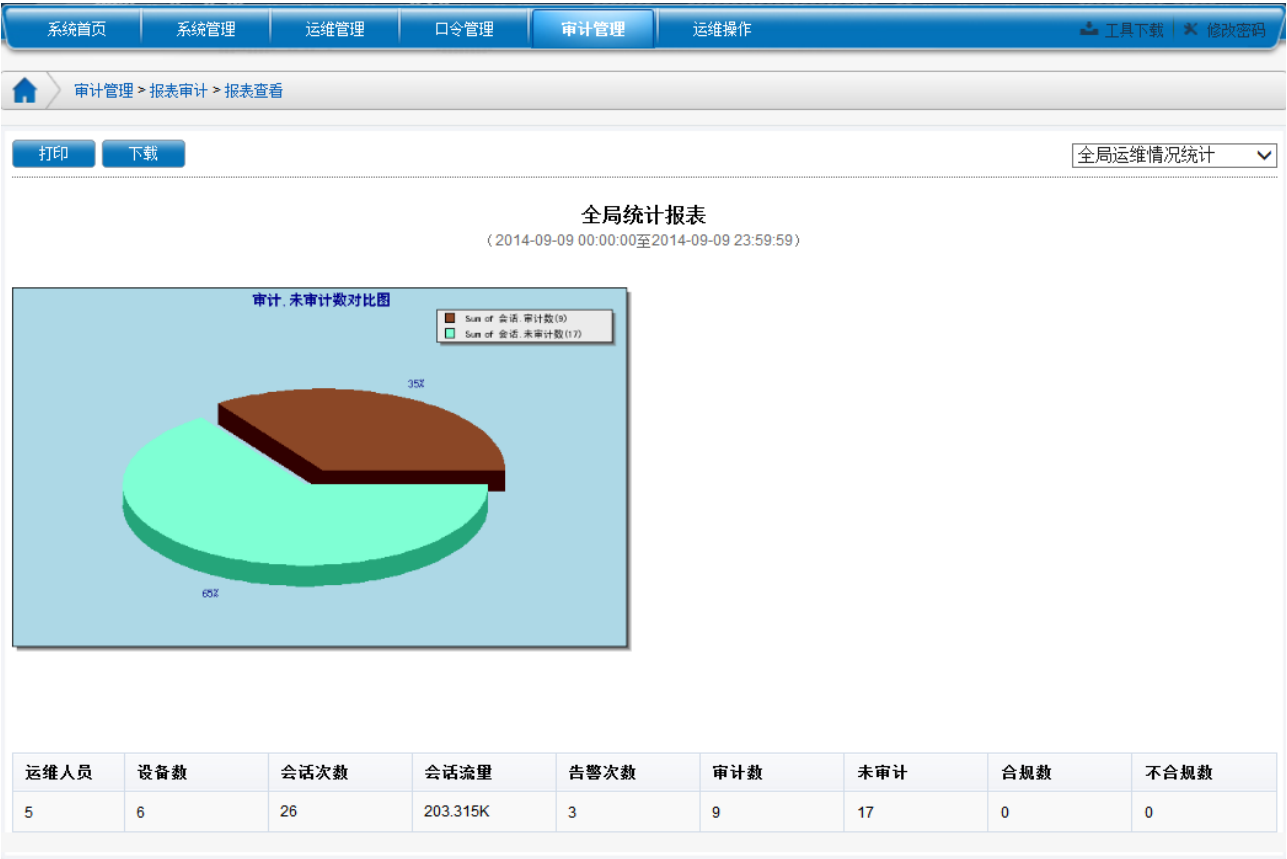 系统首页 系统管理 运维管理 口令管理 审计管理 运维操作 工具下载 修改密码
审计管理 > 报表审计 > 报表查看
打印 下载 全局运维情况统计
全局统计报表
（2014-09-09 00:00:00至2014-09-09 23:59:59）
审计,未审计数对比图
Sum of 会话.审计数(9)
Sum of 会话.未审计数(17)
35%
65%
运维人员 设备数 会话次数 会话流量 告警次数 审计数 未审计 合规数 不合规数
5 6 26 203.315K 3 9 17 0 0